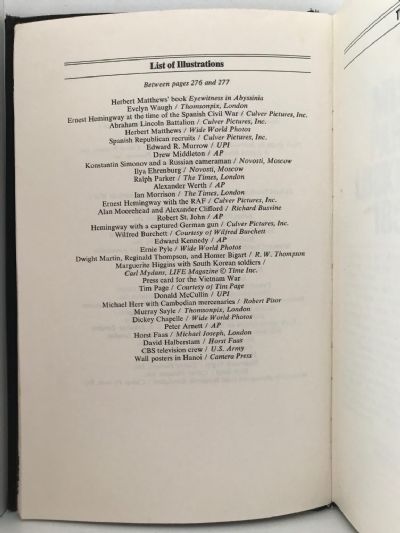 List of Illustrations
Between pages 276 and 277
Herbert Matthews' book Eyewitness in Abyssinia
Evelyn Waugh / Thomsonpix, London
Ernest Hemingway at the time of the Spanish Civil War / Culver Pictures, Inc.
Abraham Lincoln Battalion / Culver Pictures, Inc.
Herbert Matthews / Wide World Photos
Spanish Republican recruits / Culver Pictures, Inc.
Edward R. Murrow / UPI
Drew Middleton / AP
Konstantin Simonov and a Russian cameraman / Novosti, Moscow
Ilya Ehrenburg / Novosti, Moscow
Ralph Parker / The Times, London
Alexander Werth / AP
Ian Morrison / The Times, London
Ernest Hemingway with the RAF / Culver Pictures, Inc.
Alan Moorehead and Alexander Clifford / Richard Busvine
Robert St. John / AP
Hemingway with a captured German gun / Culver Pictures, Inc.
Wilfred Burchett / Courtesy of Wilfred Burchett
Edward Kennedy / AP
Ernie Pyle / Wide World Photos
Dwight Martin, Reginald Thompson, and Homer Bigart / R. W. Thompson
Marguerite Higgins with South Korean soldiers /
Carl Mydans, LIFE Magazine © Time Inc.
Press card for the Vietnam War
Tim Page / Courtesy of Tim Page
Donald McCullin / UPI
Michael Herr with Cambodian mercenaries / Robert Pisor
Murray Sayle / Thomsonpix, London
Dickey Chapelle / Wide World Photos
Peter Arnett / AP
Horst Faas / Michael Joseph, London
David Halberstam / Horst Faas
CBS television crew / U.S. Army
Wall posters in Hanoi / Camera Press